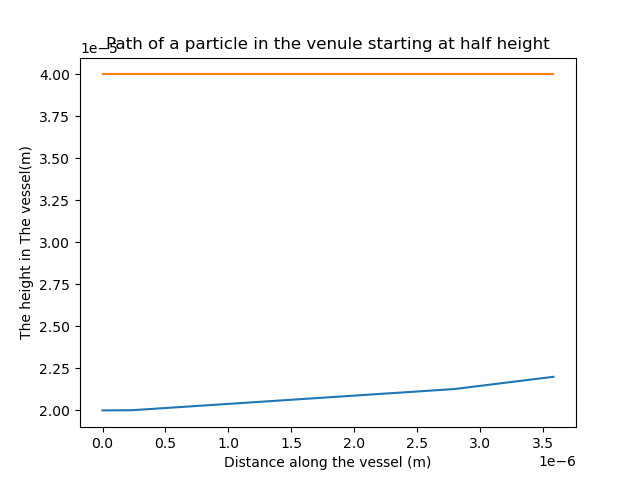 Path of a particle in the venule starting at half height
1e−5
4.00
3.75
3.50
3.25
3.00
2.75
2.50
2.25
2.00
The height in The vessel(m)
0.0 0.5 1.0 1.5 2.0 2.5 3.0 3.5
1e−6
Distance along the vessel (m)